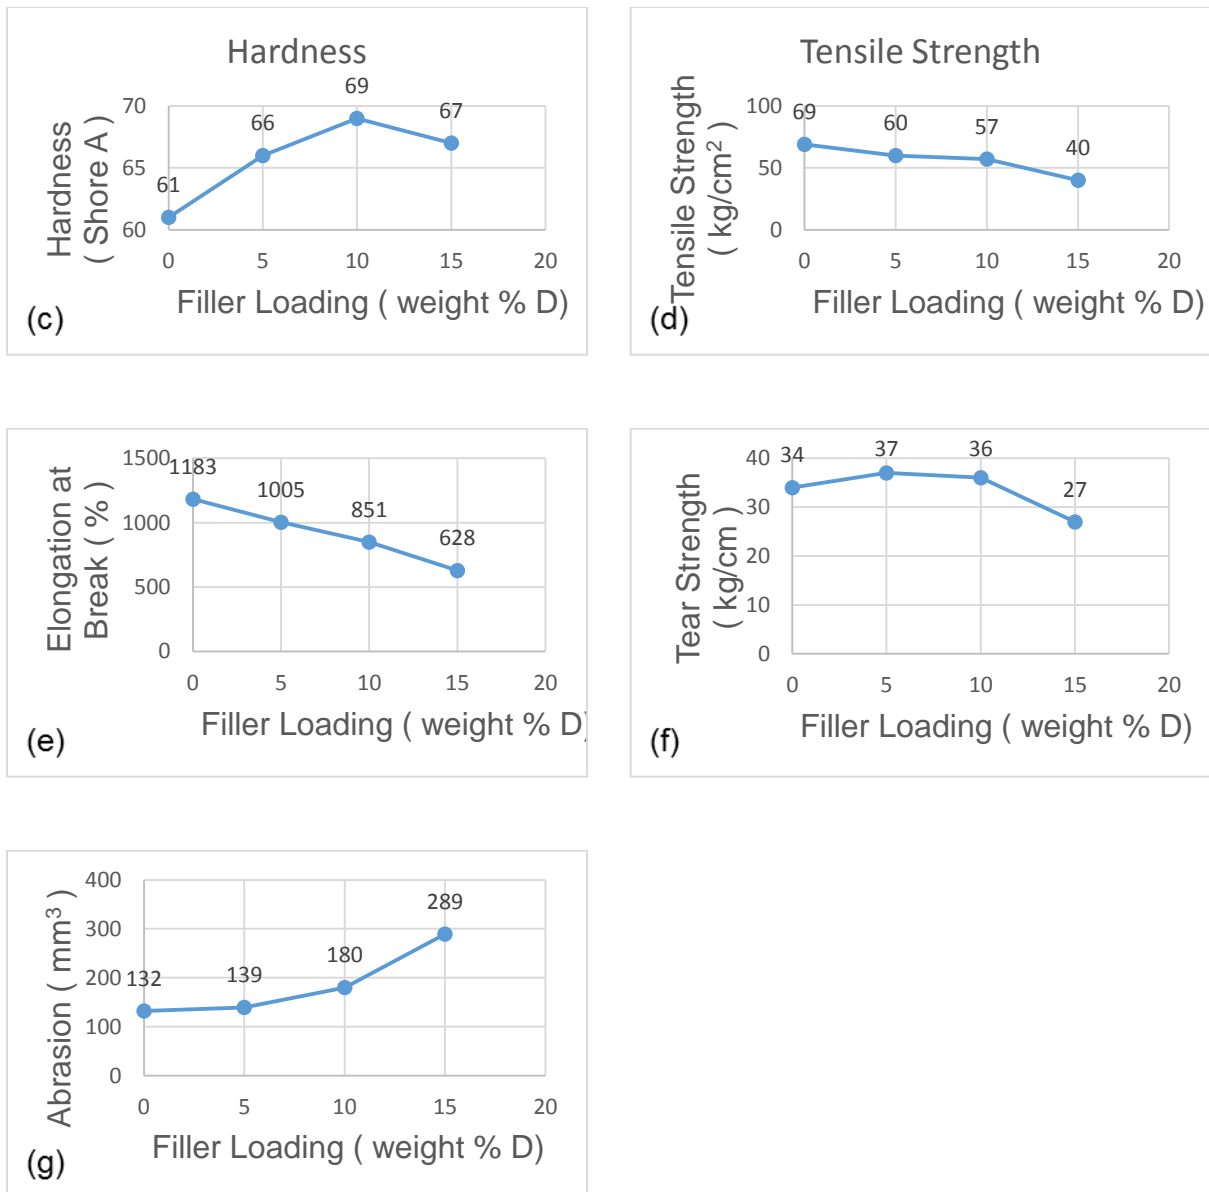 Hardness
Hardness
( Shore A )
70
65
60
61
66
69
67
0 5 10 15 20
Filler Loading ( weight % D)
(c)
Tensile Strength
Tensile Strength
( kg/cm²)
100
50
0
69
60
57
40
0 5 10 15 20
Filler Loading ( weight % D)
(d)
Elongation at
Break ( % )
1500
1000
500
0
1183
1005
851
628
0 5 10 15 20
Filler Loading ( weight % D)
(e)
Tear Strength
( kg/cm)
40
30
20
10
0
34
37
36
27
0 5 10 15 20
Filler Loading ( weight % D)
(f)
Abrasion ( mm³ )
400
300
200
100
0
132
139
180
289
0 5 10 15 20
Filler Loading ( weight % D)
(g)